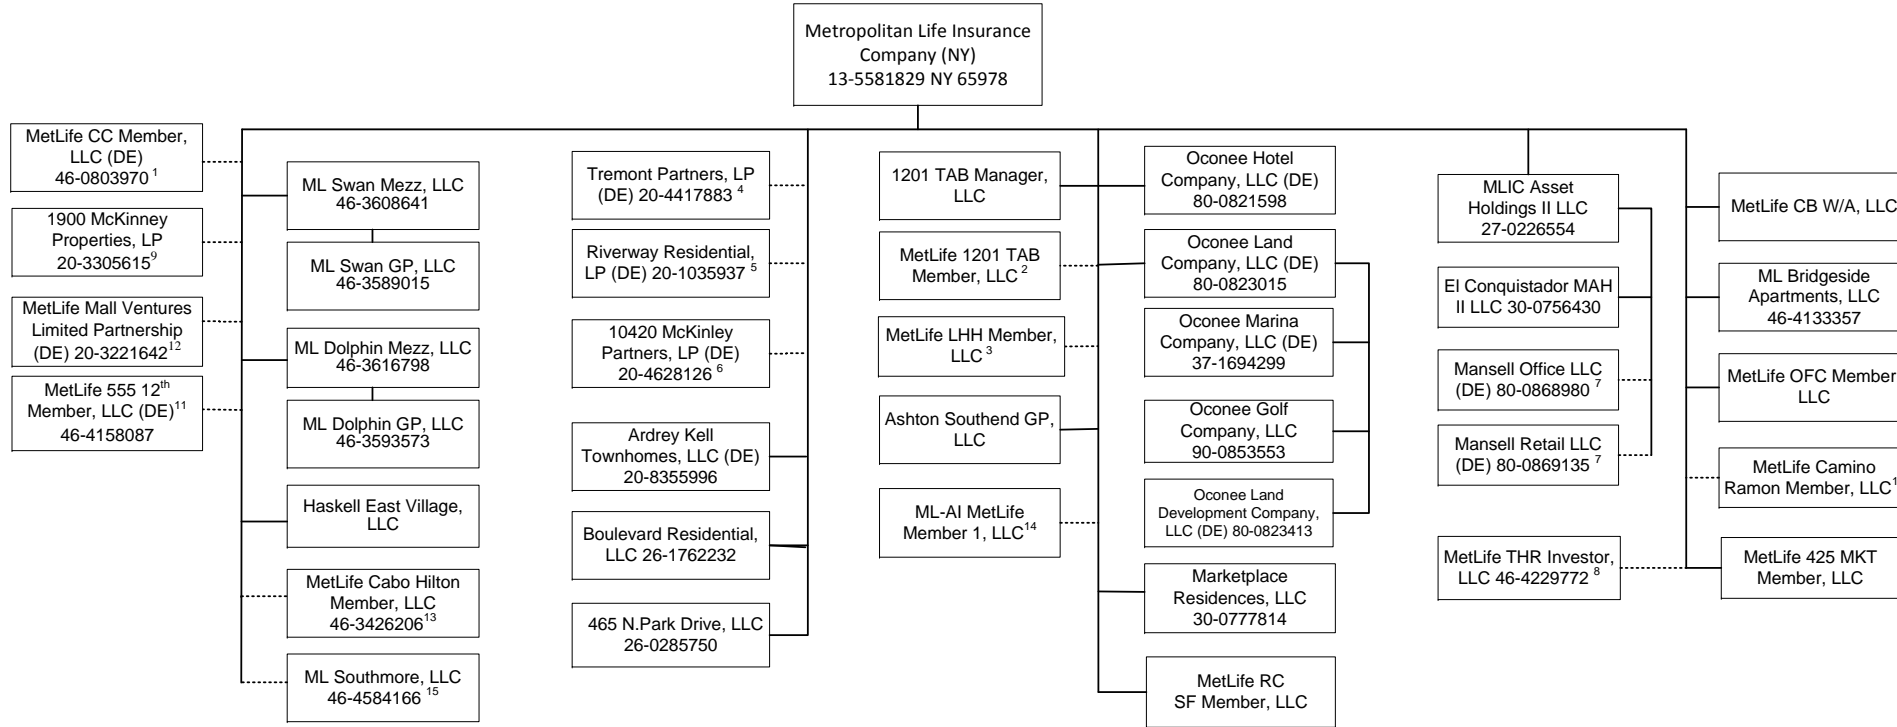 Metropolitan Life Insurance
Company (NY)
13-5581829 NY 65978
MetLife CC Member,
LLC (DE)
46-0803970 1
1900 McKinney
Properties, LP
20-3305615 9
MetLife Mall Ventures
Limited Partnership
(DE) 20-3221642 12
MetLife 555 12th
Member, LLC (DE) 11
46-4158087
ML Swan Mezz, LLC
46-3608641
ML Swan GP, LLC
46-3589015
ML Dolphin Mezz, LLC
46-3616798
ML Dolphin GP, LLC
46-3593573
Haskell East Village,
LLC
MetLife Cabo Hilton
Member, LLC
46-3426206 13
ML Southmore, LLC
46-4584166 15
Tremont Partners, LP
(DE) 20-4417883 4
Riverway Residential,
LP (DE) 20-1035937 5
10420 McKinley
Partners, LP (DE)
20-4628126 6
Ardrey Kell
Townhomes, LLC (DE)
20-8355996
Boulevard Residential,
LLC 26-1762232
465 N.Park Drive, LLC
26-0285750
1201 TAB Manager,
LLC
MetLife 1201 TAB
Member, LLC 2
MetLife LHH Member,
LLC 3
Ashton Southend GP,
LLC
ML-AI MetLife
Member 1, LLC 14
Oconee Hotel
Company, LLC (DE)
80-0821598
Oconee Land
Company, LLC (DE)
80-0823015
Oconee Marina
Company, LLC (DE)
37-1694299
Oconee Golf
Company, LLC
90-0853553
Oconee Land
Development Company,
LLC (DE) 80-0823413
Marketplace
Residences, LLC
30-0777814
MetLife RC
SF Member, LLC
MLIC Asset
Holdings II LLC
27-0226554
El Conquistador MAH
II LLC 30-0756430
Mansell Office LLC
(DE) 80-0868980 7
Mansell Retail LLC
(DE) 80-0869135 7
MetLife THR Investor,
LLC 46-4229772 8
MetLife CB W/A, LLC
ML Bridgeside
Apartments, LLC
46-4133357
MetLife OFC Member
LLC
MetLife Camino
Ramon Member, LLC
MetLife 425 MKT
Member, LLC